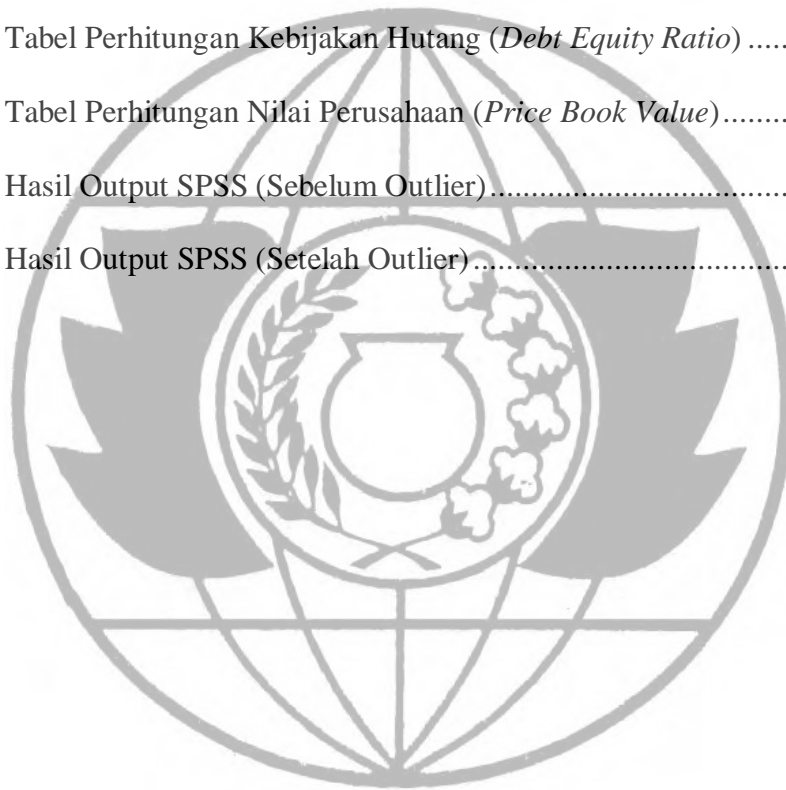 Tabel Perhitungan Kebijakan Hutang (Debt Equity Ratio) .....
Tabel Perhitungan Nilai Perusahaan (Price Book Value)........
Hasil Output SPSS (Sebelum Outlier)...................................
Hasil Output SPSS (Setelah Outlier) .....................................